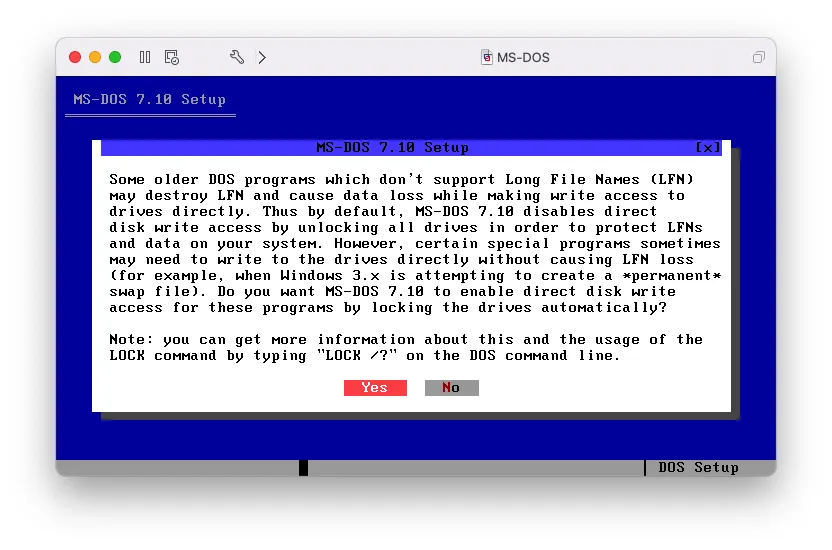 MS-DOS
MS-DOS 7.10 Setup
MS-DOS 7.10 Setup [x]
Some older DOS programs which don't support Long File Names (LFN)
may destroy LFN and cause data loss while making write access to
drives directly. Thus by default, MS-DOS 7.10 disables direct
disk write access by unlocking all drives in order to protect LFNs
and data on your system. However, certain special programs sometimes
may need to write to the drives directly without causing LFN loss
(for example, when Windows 3.x is attempting to create a *permanent*
swap file). Do you want MS-DOS 7.10 to enable direct disk write
access for these programs by locking the drives automatically?
Note: you can get more information about this and the usage of the
LOCK command by typing "LOCK /?" on the DOS command line.
Yes No
DOS Setup